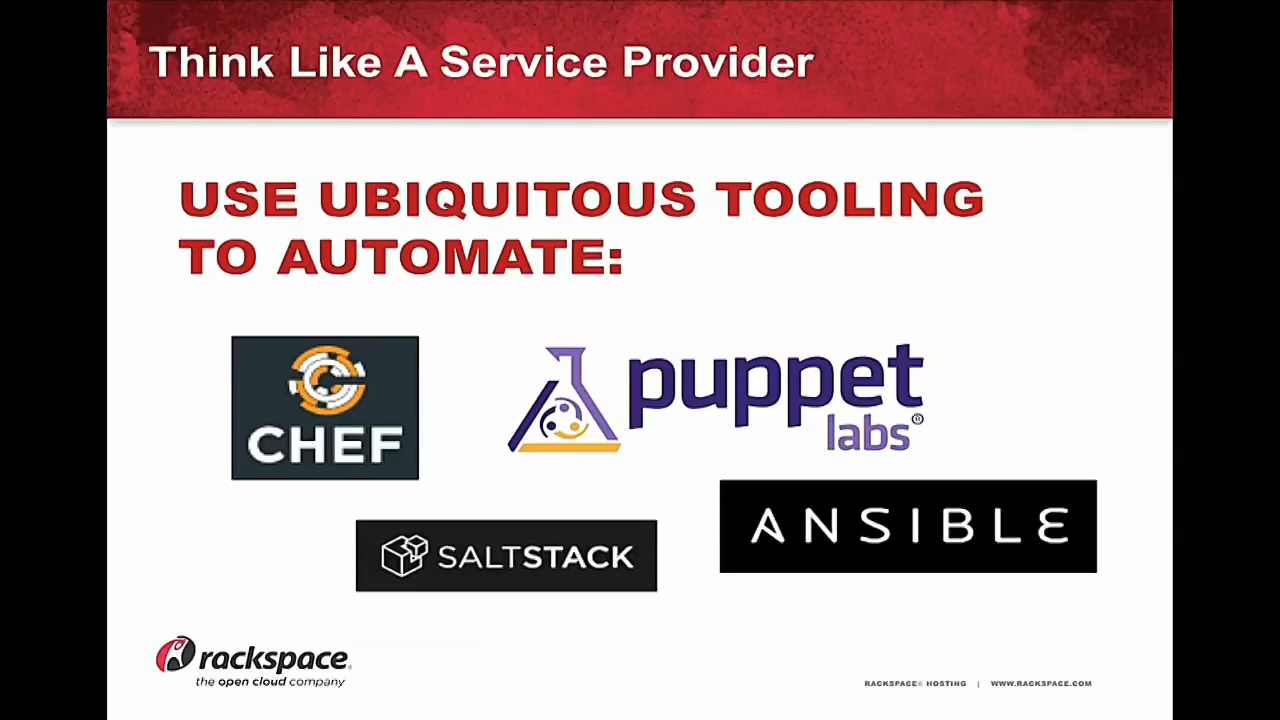 Think Like A Service Provider
USE UBIQUITOUS TOOLING
TO AUTOMATE:
CHEF
puppet
labs®
ANSIBLE
SALTSTACK
rackspace®
the open cloud company
RACKSPACE® HOSTING | WWW.RACKSPACE.COM